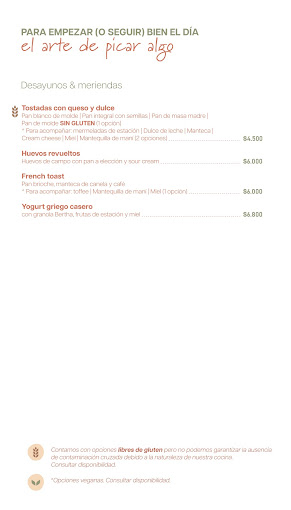 PARA EMPEZAR (O SEGUIR) BIEN EL DÍA
el arte de picar algo
Desayunos & meriendas
Tostadas con queso y dulce
Pan blanco de molde | Pan integral con semillas | Pan de masa madre |
Pan de molde SIN GLUTEN (1 opción)
* Para acompañar: mermeladas de estación | Dulce de leche | Manteca |
Cream cheese | Miel | Mantequilla de maní (2 opciones) $4.500
Huevos revueltos
Huevos de campo con pan a elección y sour cream $6.000
French toast
Pan brioche, trama de canela y café
* Para acompañar: toffee | Mantequilla de maní | Miel (1 opción) $6.000
Yogurt griego casero
con granola Bentia, frutas de estación y miel $6.800
Contamos con opciones libres de gluten pero no podemos garantizar la ausencia
de contaminación cruzada debido a la naturaleza de nuestra cocina.
Consultar disponibilidad.
*Opciones veganas. Consultar disponibilidad.